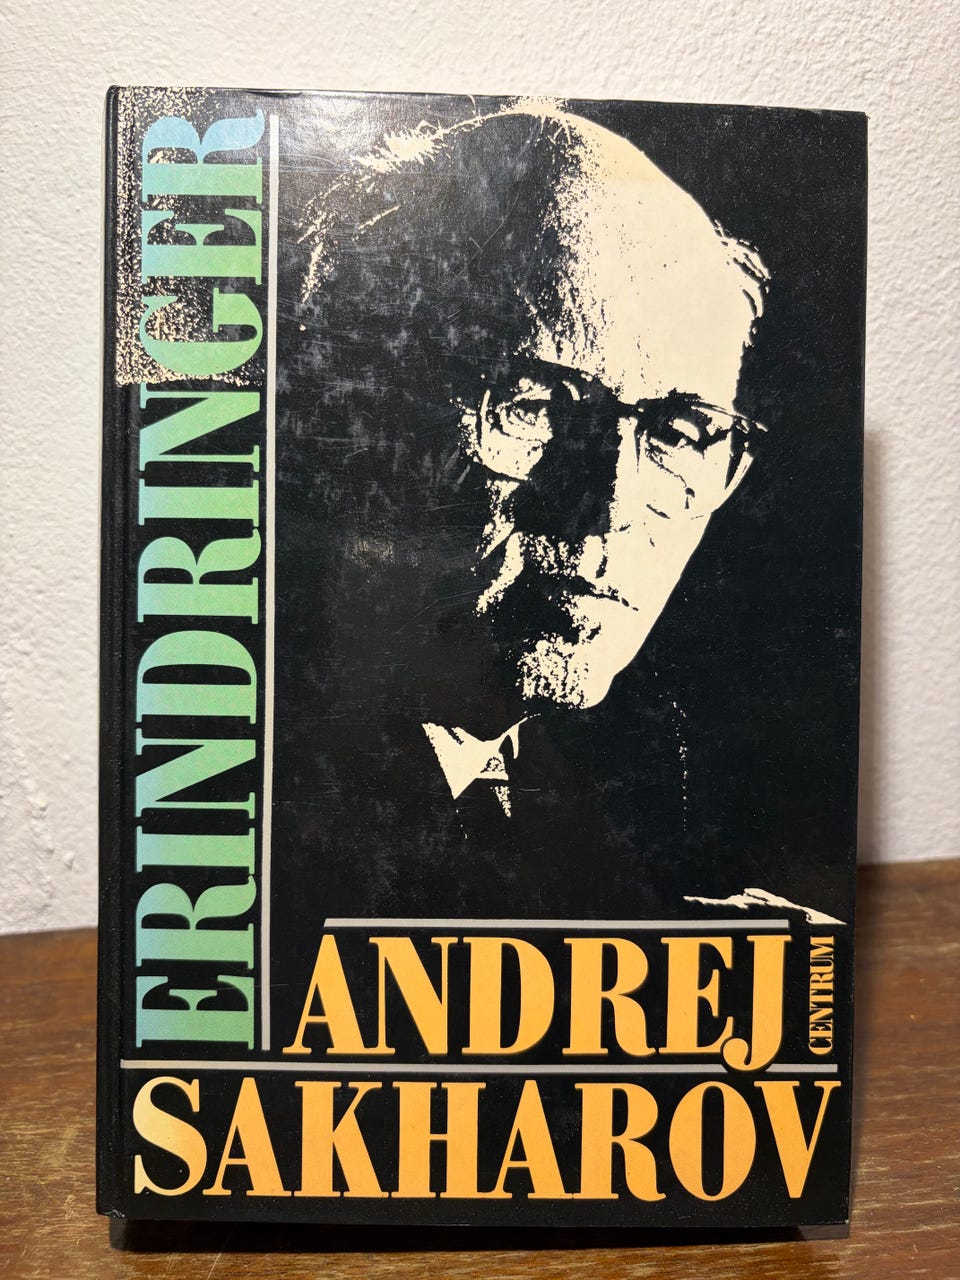 ERINDRINGER
ANDREJ
SAKHAROV
CENTRUM